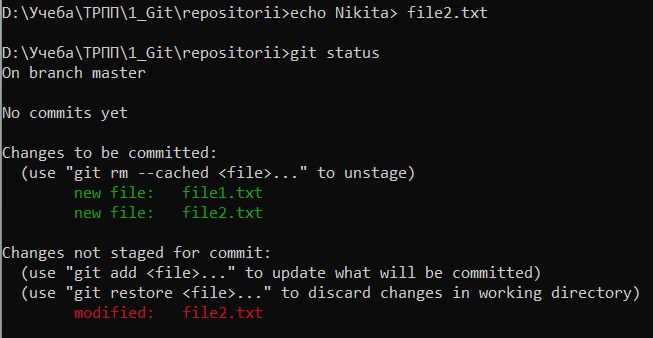 D:\Учеба\ТРПП\1_Git\repositorii>echo Nikita> file2.txt
D:\Учеба\ТРПП\1_Git\repositorii>git status
On branch master
No commits yet
Changes to be committed:
(use "git rm --cached <file>..." to unstage)
new file:   file1.txt
new file:   file2.txt
Changes not staged for commit:
(use "git add <file>..." to update what will be committed)
(use "git restore <file>..." to discard changes in working directory)
modified:   file2.txt